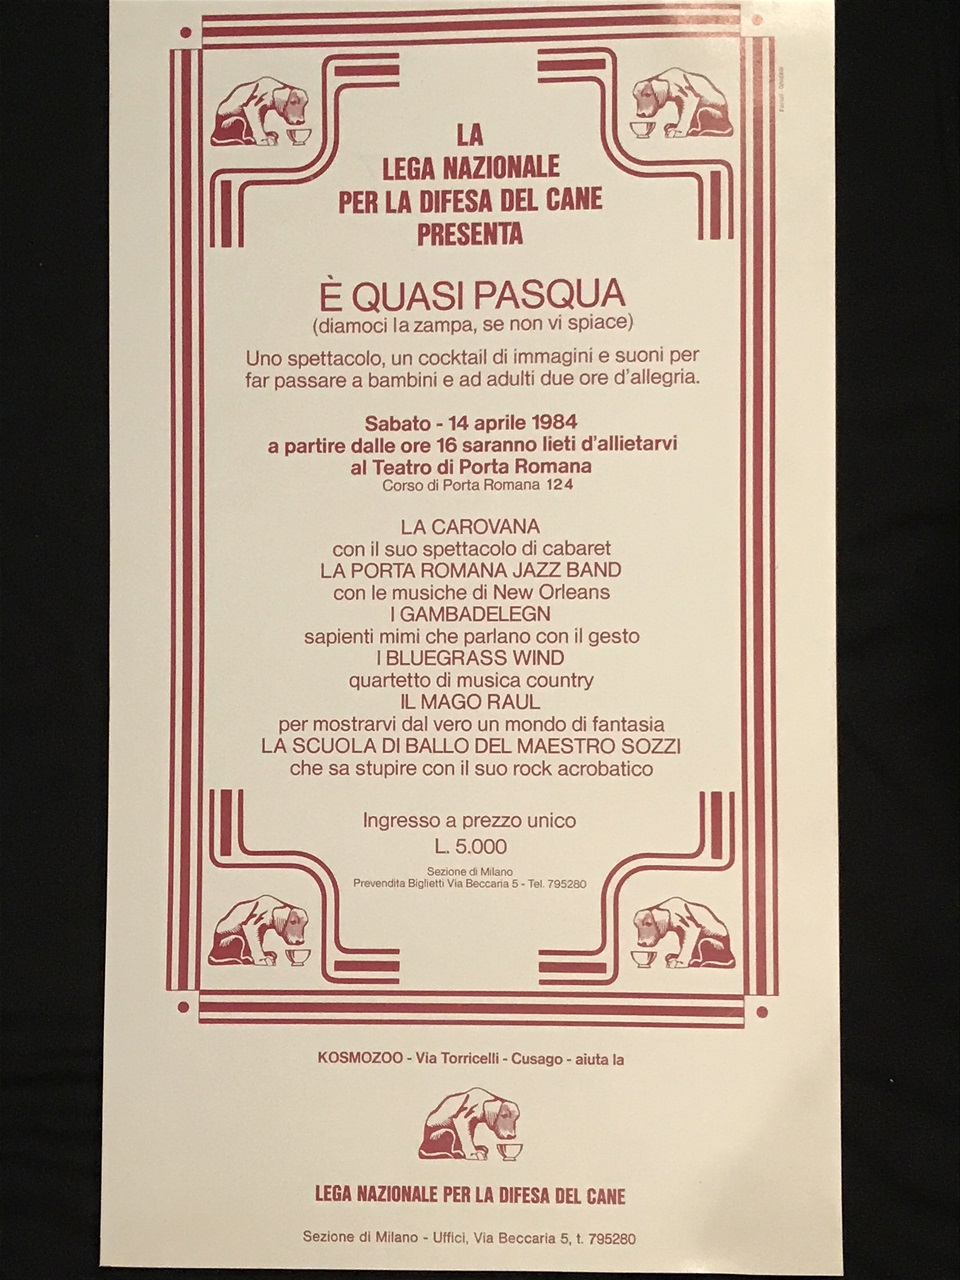 LA
LEGA NAZIONALE
PER LA DIFESA DEL CANE
PRESENTA
È QUASI PASQUA
(diamoci la zampa, se non vi spiace)
Uno spettacolo, un cocktail di immagini e suoni per
far passare a bambini e ad adulti due ore d'allegria.
Sabato - 14 aprile 1984
a partire dalle ore 16 saranno lieti d'allietarvi
al Teatro di Porta Romana
Corso di Porta Romana 124
LA CAROVANA
con il suo spettacolo di cabaret
LA PORTA ROMANA JAZZ BAND
con le musiche di New Orleans
I GAMBADELEGN
sapienti mimi che parlano con il gesto
I BLUEGRASS WIND
quartetto di musica country
IL MAGO RAUL
per mostrarvi dal vero un mondo di fantasia
LA SCUOLA DI BALLO DEL MAESTRO SOZZI
che sa stupire con il suo rock acrobatico
Ingresso a prezzo unico
L. 5.000
Sezione di Milano
Prevendita Biglietti Via Beccaria 5 - Tel. 795280
KOSMOZOO - Via Torricelli - Cusago - aiuta la
LEGA NAZIONALE PER LA DIFESA DEL CANE
Sezione di Milano - Uffici, Via Beccaria 5, t. 795280